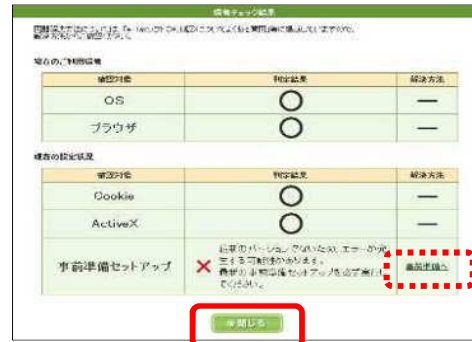 環境チェック結果
現在のご利用環境
確認対象 判定結果 解決方法
OS ◯ ―
ブラウザ ◯ ―
現在の設定状況
確認対象 判定結果 解決方法
Cookie ◯ ―
ActiveX ◯ ―
事前準備セットアップ ✕ 最新のバージョンでないため、エラーが発
生する可能性があります。
最新の事前準備セットアップを必ず実行し
てください。
事前準備へ
閉じる